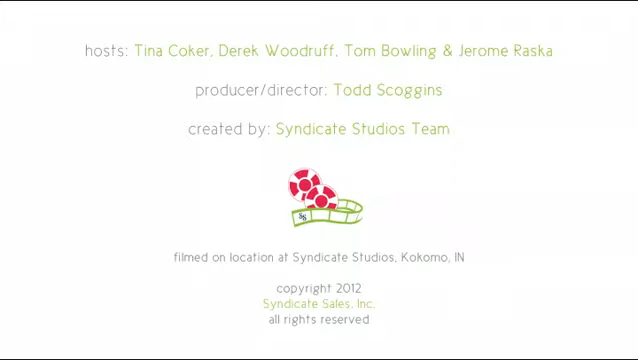 hosts: Tina Coker, Derek Woodruff, Tom Bowling & Jerome Raska
producer/director: Todd Scoggins
created by: Syndicate Studios Team
SS
filmed on location at Syndicate Studios, Kokomo, IN
copyright 2012
Syndicate Sales, Inc.
all rights reserved